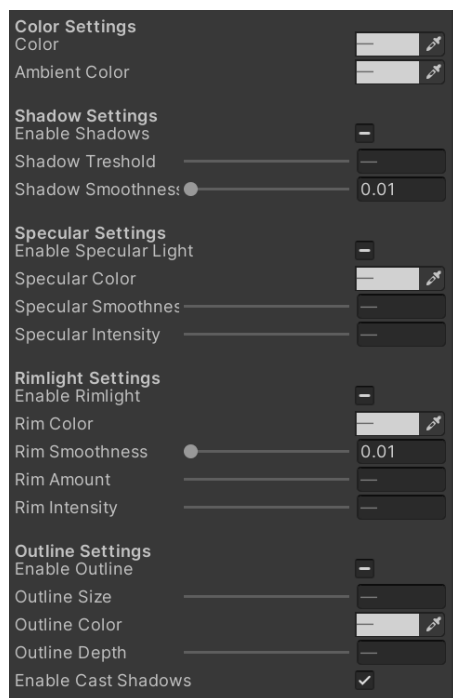 Color Settings
Color —
Ambient Color —
Shadow Settings
Enable Shadows
Shadow Treshold —
Shadow Smoothness 0.01
Specular Settings
Enable Specular Light
Specular Color —
Specular Smoothnes —
Specular Intensity —
Rimlight Settings
Enable Rimlight
Rim Color —
Rim Smoothness 0.01
Rim Amount —
Rim Intensity —
Outline Settings
Enable Outline
Outline Size —
Outline Color —
Outline Depth —
Enable Cast Shadows